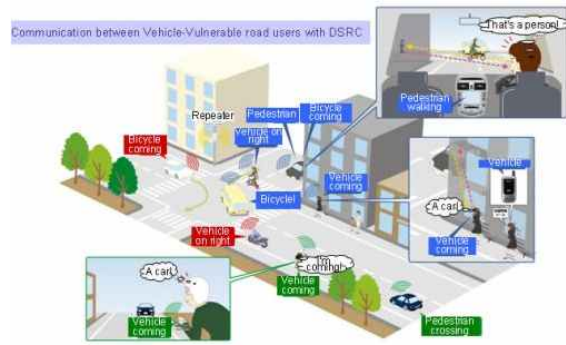 Communication between Vehicle-Vulnerable road users with DSRC
That's a person!
Pedestrian
walking
Repeater
Pedestrian
Bicycle
coming
Vehicle on
right
Bicycle
coming
Vehicle
Vehicle
coming
A car!
Bicycle!
Vehicle
coming
Vehicle
on right
I'm
coming!
A car!
Vehicle
coming
Vehicle
coming
Pedestrian
crossing